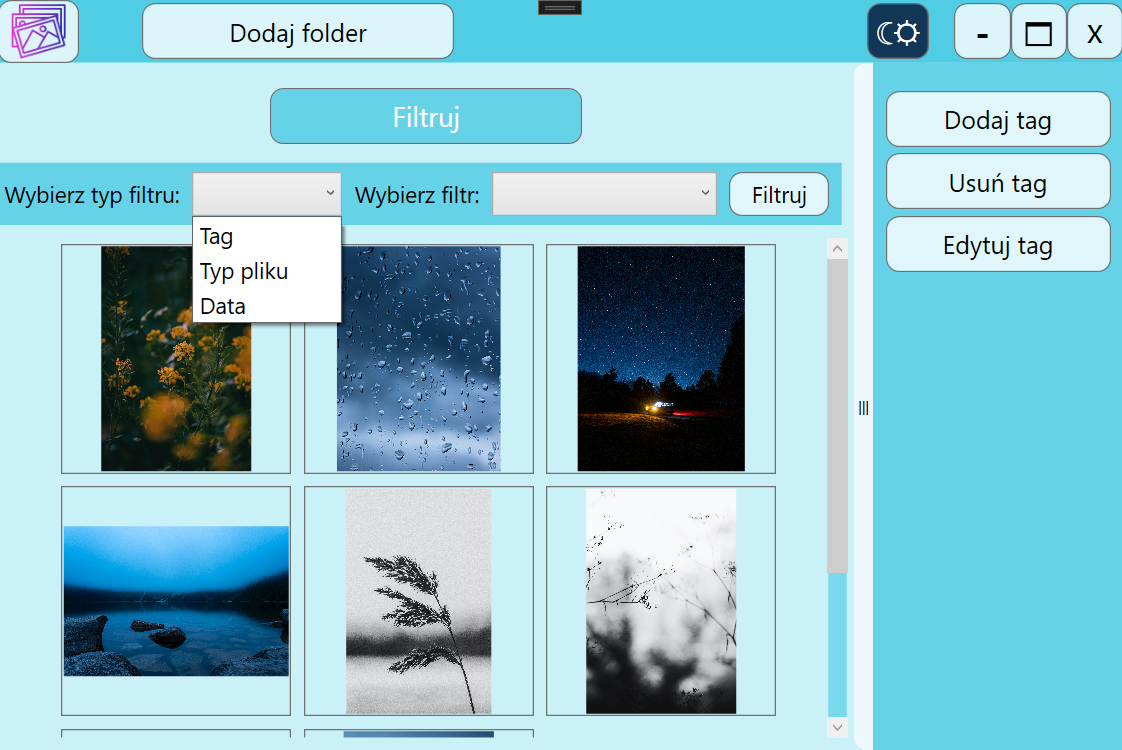 Dodaj folder
- X
Filtruj
Wybierz typ filtru: Wybierz filtr: Filtruj
Tag
Typ pliku
Data
Dodaj tag
Usuń tag
Edytuj tag